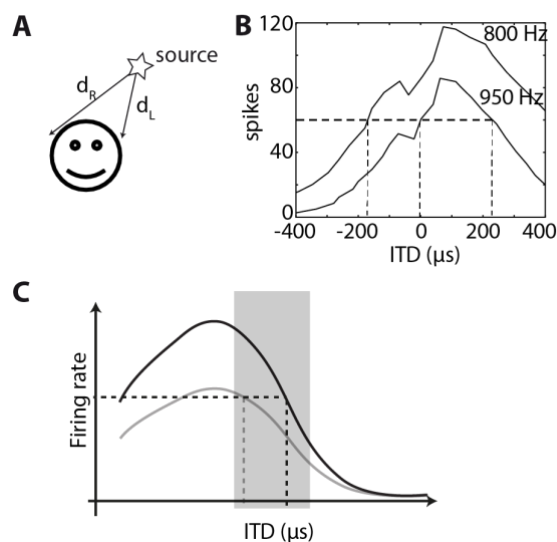 A
source
d_R
d_L
B
120
80
40
0
spikes
800 Hz
950 Hz
-400 -200 0 200 400
ITD (μs)
C
Firing rate
ITD (μs)